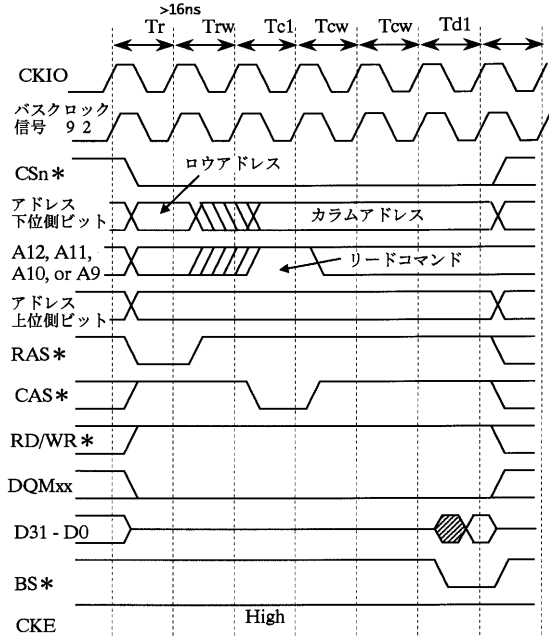 >16ns
Tr Trw Tc1 Tcw Tcw Td1
CKIO
バスクロック
信号 92
CSn*
ロウアドレス
アドレス
下位側ビット
カラムアドレス
A12, A11,
A10, or A9
リードコマンド
アドレス
上位側ビット
RAS*
CAS*
RD/WR*
DQMxx
D31 - D0
BS*
High
CKE